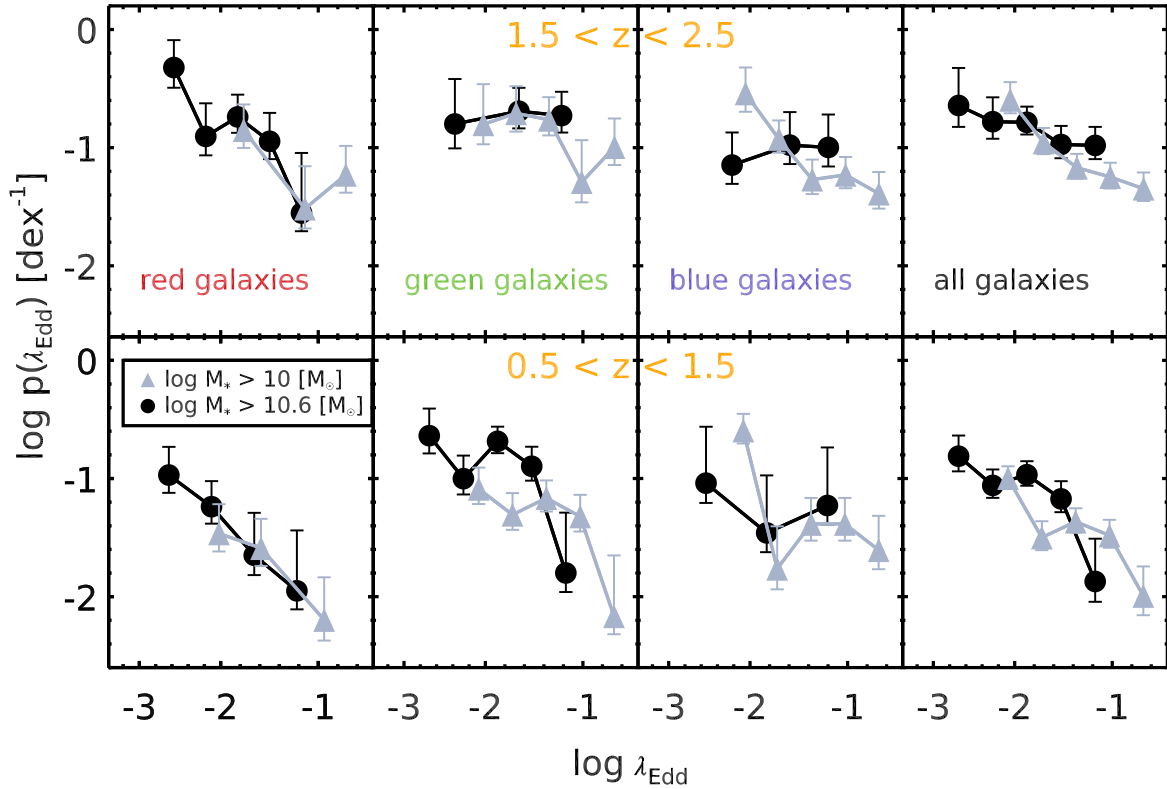 0
1.5 < z < 2.5
-1
-2
red galaxies
green galaxies
blue galaxies
all galaxies
log p(λEdd) [dex⁻¹]
0
0.5 < z < 1.5
log M* > 10 [M☉]
log M* > 10.6 [M☉]
-1
-2
-3 -2 -1 -3 -2 -1 -3 -2 -1 -3 -2 -1
log λEdd